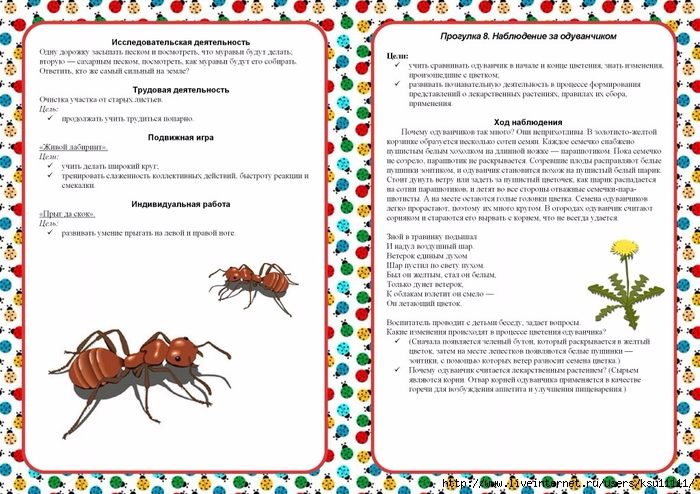 Исследовательская деятельность
Одну дорожку засыпать песком и посмотреть, что муравьи будут делать;
вторую — сахарным песком, посмотреть, как муравьи будут его собирать.
Ответить, кто же самый сильный на земле?
Трудовая деятельность
Очистка участка от старых листьев.
Цель:
✓ продолжать учить трудиться попарно.
Подвижная игра
«Живой лабиринт».
Цели:
✓ учить делать широкий круг;
✓ тренировать слаженность коллективных действий, быстроту реакции и
смекалки.
Индивидуальная работа
«Прыг да скок».
Цель:
✓ развивать умение прыгать на левой и правой ноге.
Прогулка 8. Наблюдение за одуванчиком
Цели:
✓ учить сравнивать одуванчик в начале и конце цветения, знать изменения,
произошедшие с цветком;
✓ развивать познавательную деятельность в процессе формирования
представлений о лекарственных растениях, правилах их сбора,
применения.
Ход наблюдения
Почему одуванчиков так много? Они неприхотливы. В золотисто-желтой
корзинке образуется несколько сотен семян. Каждое семечко снабжено
пушистым белым хохолком на длинной ножке — парашютиком. Пока семечко
не созрело, парашютик не раскрывается. Созревшие плоды расправляют белые
пушинки зонтиком, и одуванчик становится похож на пушистый белый шарик.
Стоит дунуть ветру или задеть за пушистый цветочек, как шарик распадается
на сотни парашютиков, и летят во все стороны отважные семечки-пара-
шютисты. А на месте остаются голые головки цветка. Семена одуванчиков
легко прорастают, поэтому их много кругом. В огородах одуванчик считают
сорняком и стараются его вырвать с корнем, что не всегда удается.
Зной в травинку подышал
И надул воздушный шар.
Ветерок единым духом
Шар пустил по свету пухом.
Был он желтым, стал он белым,
Только дунет ветерок,
К облакам взлетит он смело —
Он летающий цветок.
Воспитатель проводит с детьми беседу, задает вопросы.
Какие изменения происходят в процессе цветения одуванчика?
✓ (Сначала появляется зеленый бутон, который раскрывается в желтый
цветок, затем на месте лепестков появляются белые пушинки —
зонтики, с помощью которых ветер разносит семена цветка.)
✓ Почему одуванчик считается лекарственным растением? (Сырьем
являются корни. Отвар корней одуванчика применяется в качестве
горечи для возбуждения аппетита и улучшения пищеварения.)